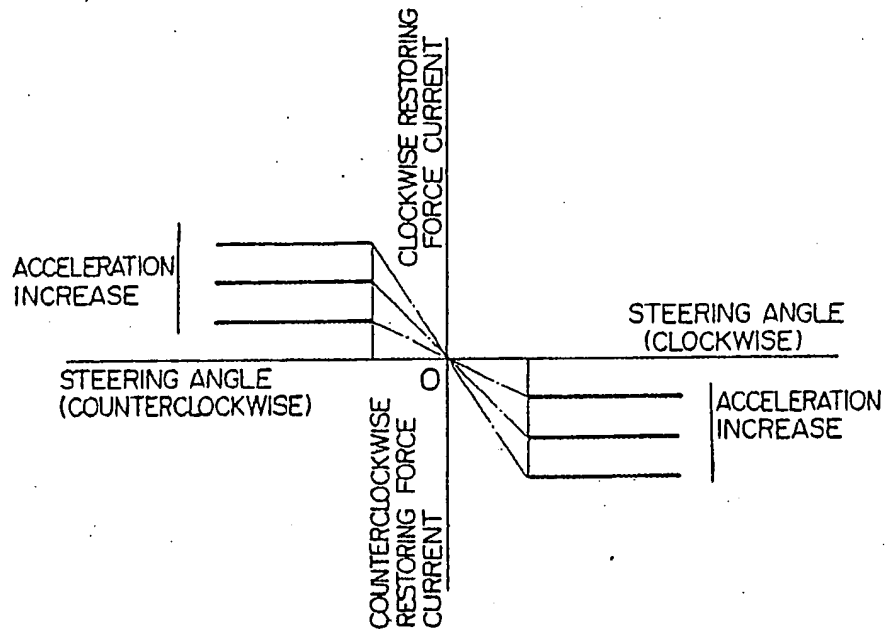 CLOCKWISE RESTORING
FORCE CURRENT
ACCELERATION
INCREASE
STEERING ANGLE
(CLOCKWISE)
STEERING ANGLE
(COUNTERCLOCKWISE)
O
ACCELERATION
INCREASE
COUNTERCLOCKWISE
RESTORING FORCE
CURRENT